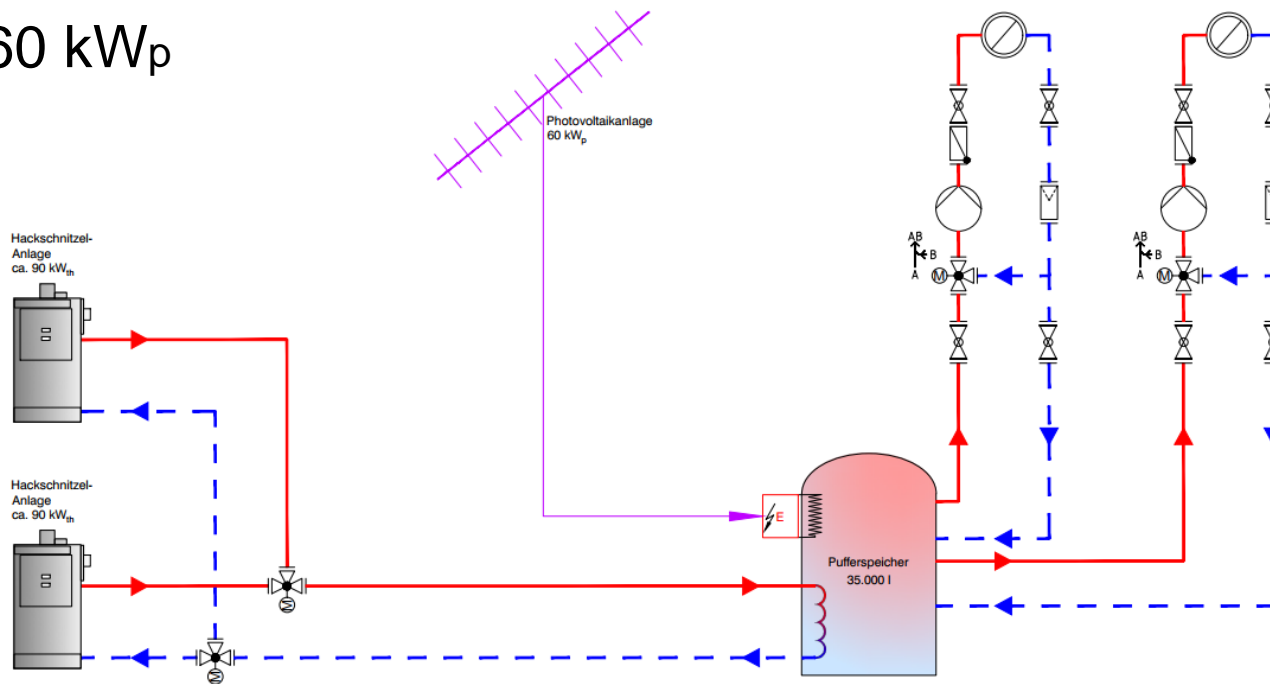 60 kWp
Photovoltaikanlage
60 kWp
AB
B
A
M
AB
B
A
M
Hackschnitzel-
Anlage
ca. 90 kWth
Hackschnitzel-
Anlage
ca. 90 kWth
E
Pufferspeicher
35.000 l
M
M